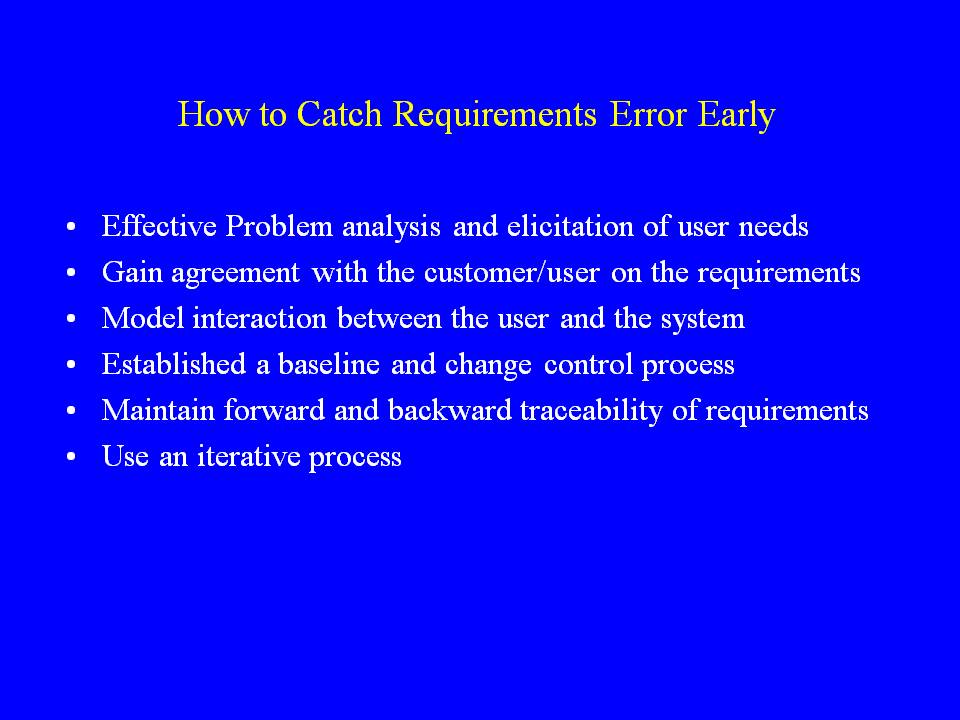 How to Catch Requirements Error Early
• Effective Problem analysis and elicitation of user needs
• Gain agreement with the customer/user on the requirements
• Model interaction between the user and the system
• Established a baseline and change control process
• Maintain forward and backward traceability of requirements
• Use an iterative process